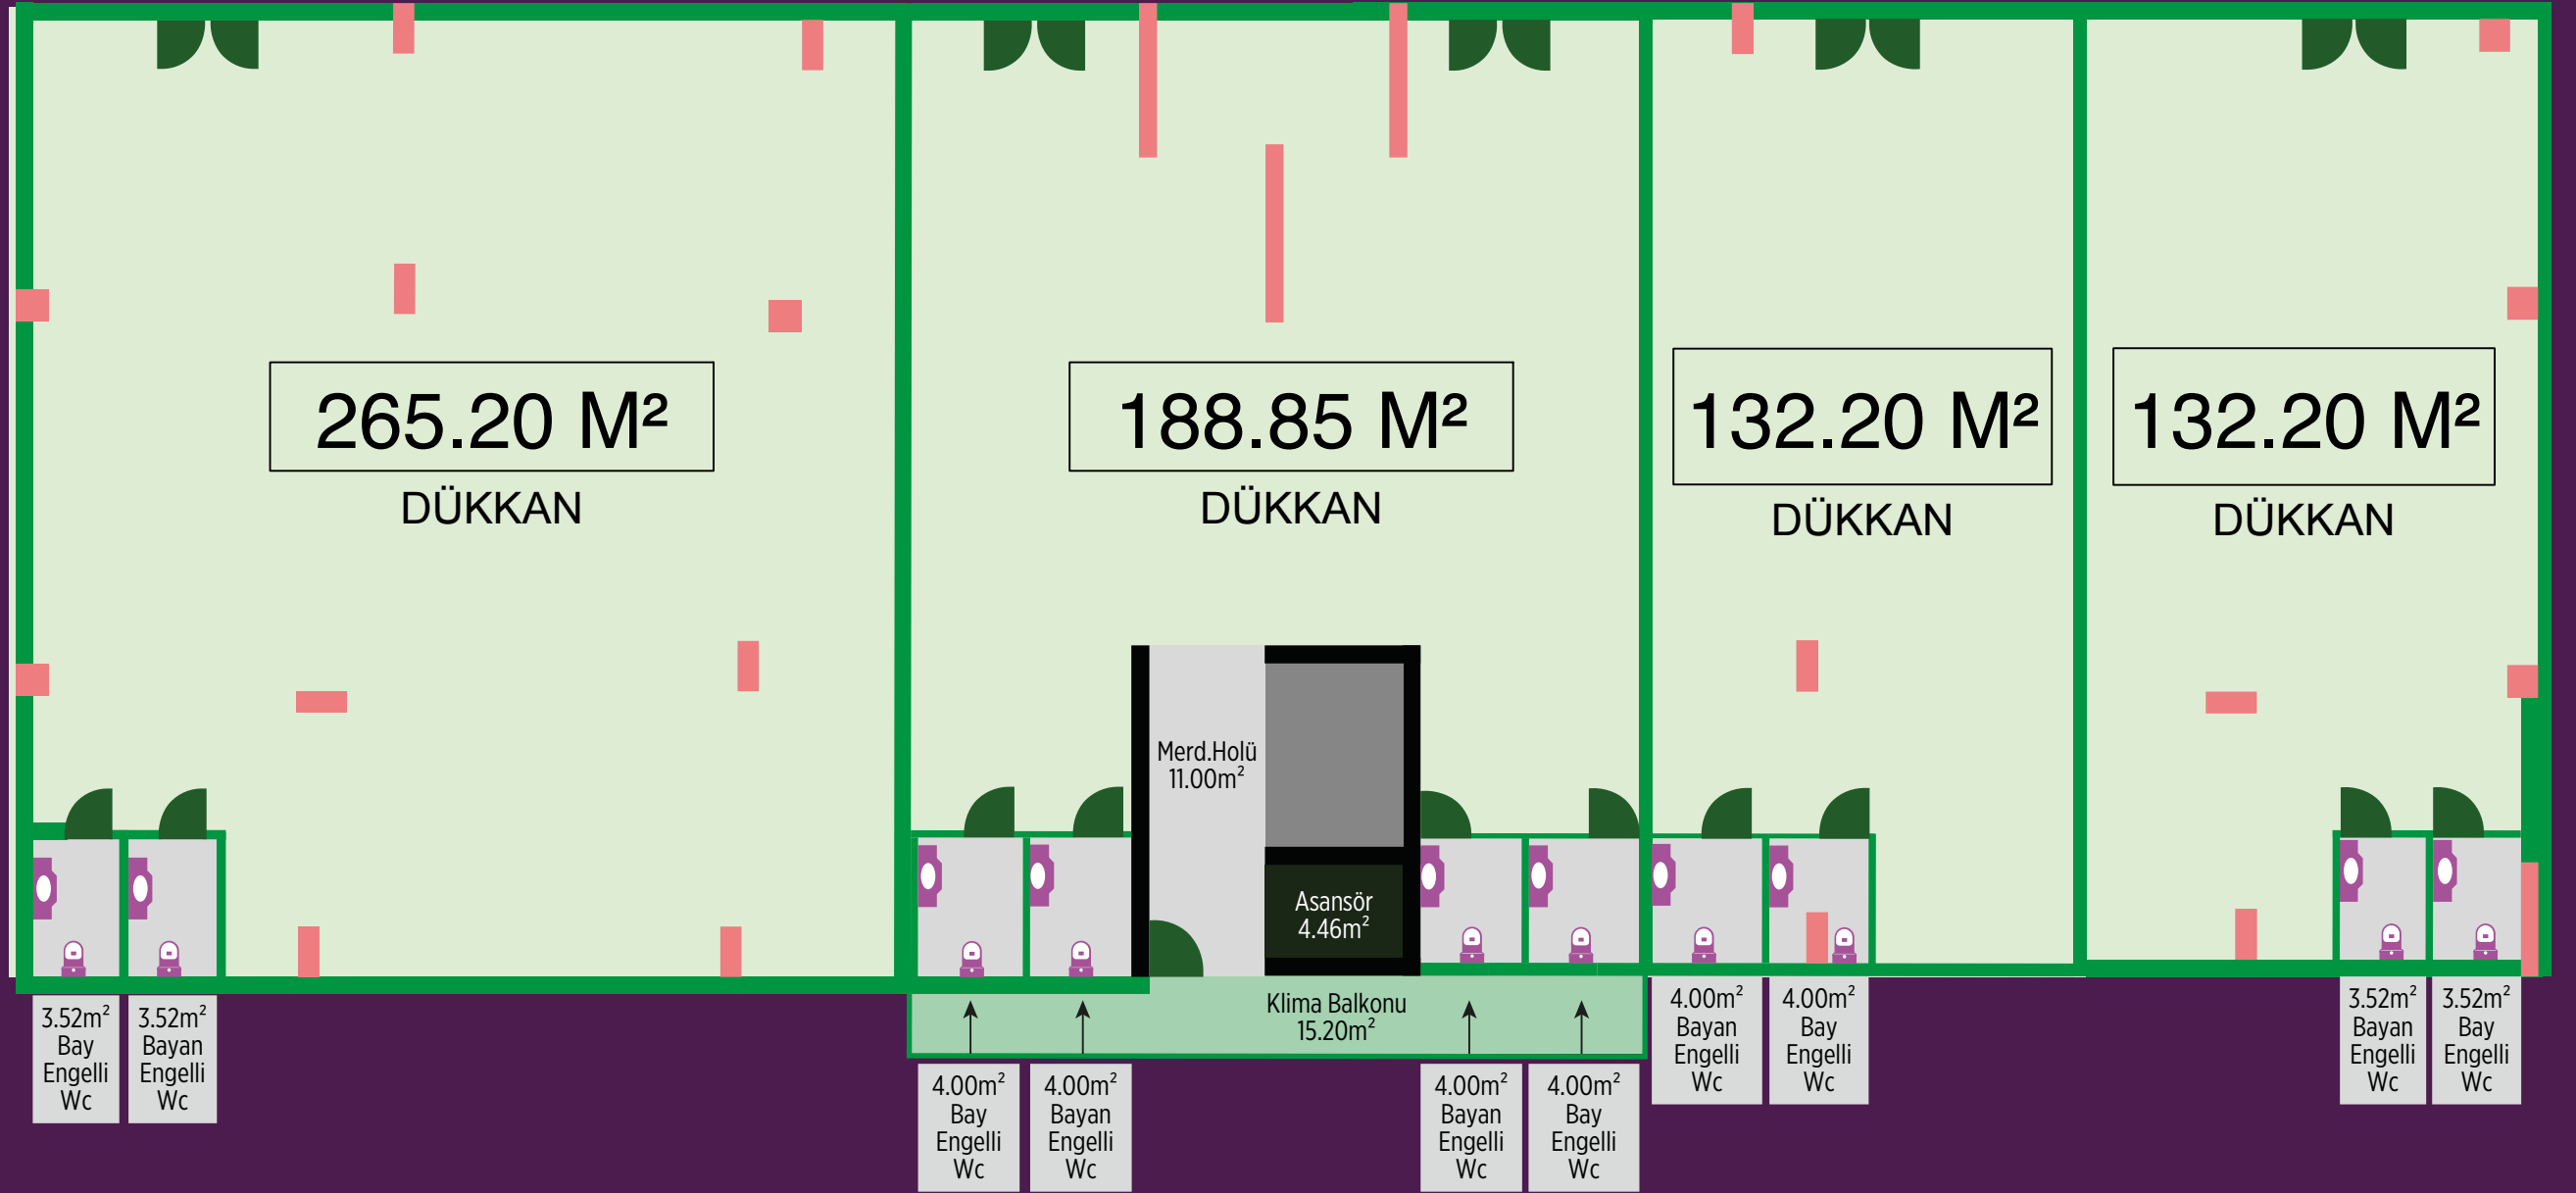 265.20 M²
DÜKKAN
188.85 M²
DÜKKAN
132.20 M²
DÜKKAN
132.20 M²
DÜKKAN
Merd.Holü
11.00m²
Asansör
4.46m²
Klima Balkonu
15.20m²
3.52m²
Bay
Engelli
Wc
3.52m²
Bayan
Engelli
Wc
4.00m²
Bay
Engelli
Wc
4.00m²
Bayan
Engelli
Wc
4.00m²
Bayan
Engelli
Wc
4.00m²
Bay
Engelli
Wc
4.00m²
Bayan
Engelli
Wc
4.00m²
Bay
Engelli
Wc
3.52m²
Bayan
Engelli
Wc
3.52m²
Bay
Engelli
Wc